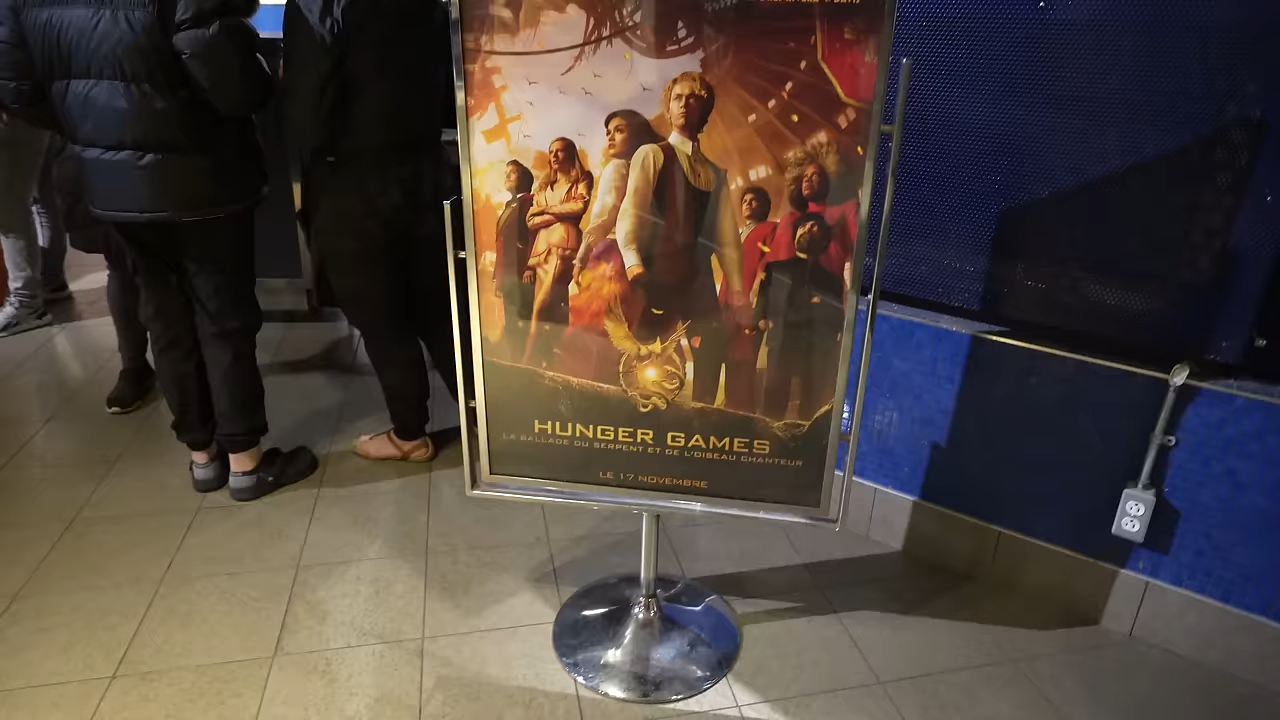 HUNGER GAMES
LA BALLADE DU SERPENT ET DE L'OISEAU CHANTEUR
LE 17 NOVEMBRE